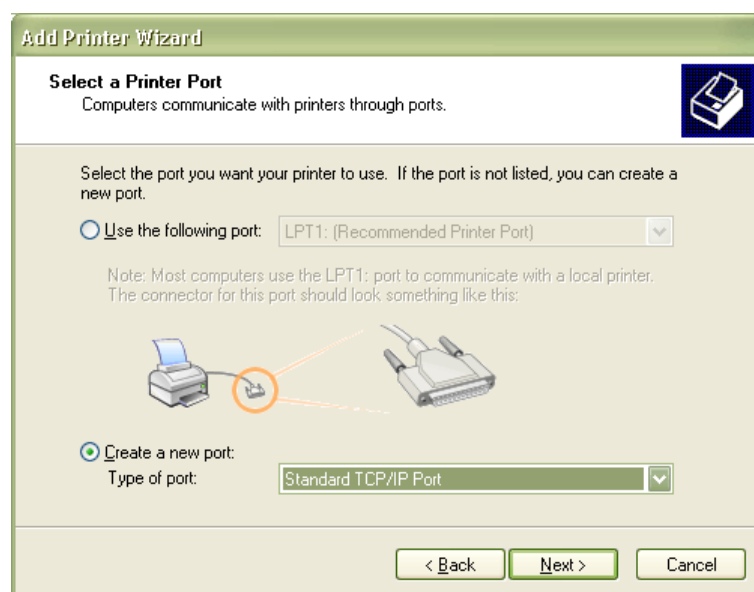 Add Printer Wizard
Select a Printer Port
Computers communicate with printers through ports.
Select the port you want your printer to use. If the port is not listed, you can create a
new port.
Use the following port: LPT1: (Recommended Printer Port)
Note: Most computers use the LPT1: port to communicate with a local printer.
The connector for this port should look something like this:
Create a new port:
Type of port: Standard TCP/IP Port
< Back Next > Cancel